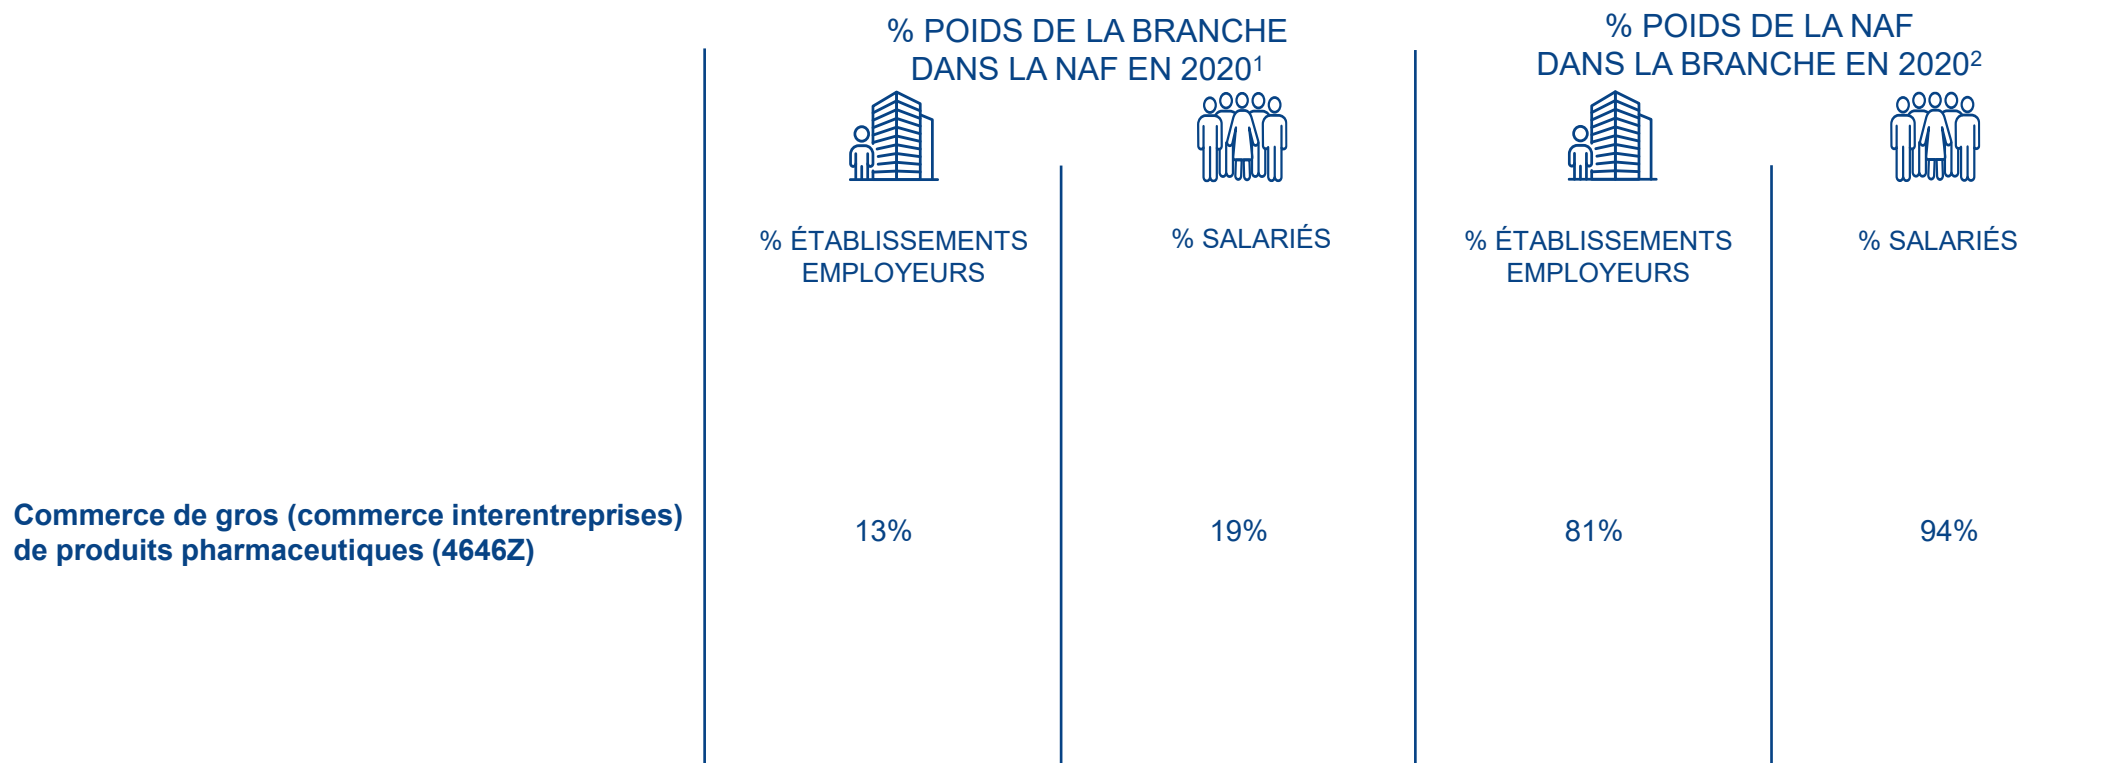 % POIDS DE LA BRANCHE
DANS LA NAF EN 2020¹
% POIDS DE LA NAF
DANS LA BRANCHE EN 2020²
% ÉTABLISSEMENTS
EMPLOYEURS
% SALARIÉS
% ÉTABLISSEMENTS
EMPLOYEURS
% SALARIÉS
Commerce de gros (commerce interentreprises)
de produits pharmaceutiques (4646Z)
13%
19%
81%
94%